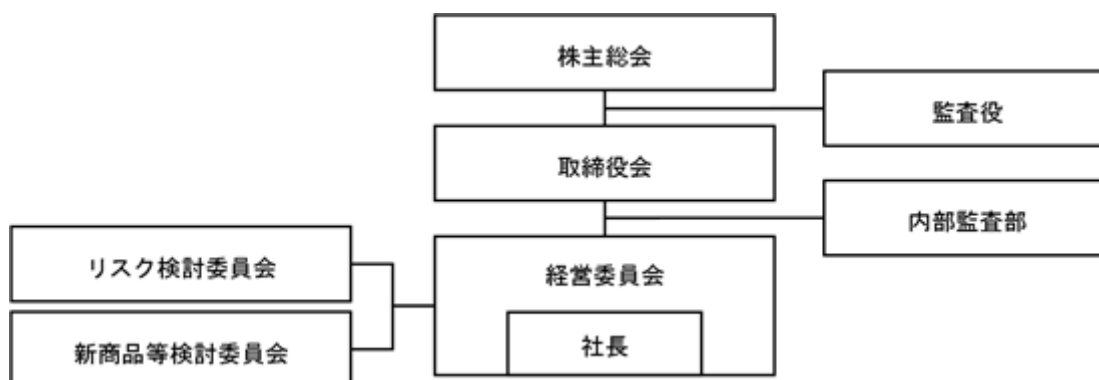 株主総会
監査役
取締役会
内部監査部
リスク検討委員会
経営委員会
新商品等検討委員会
社長